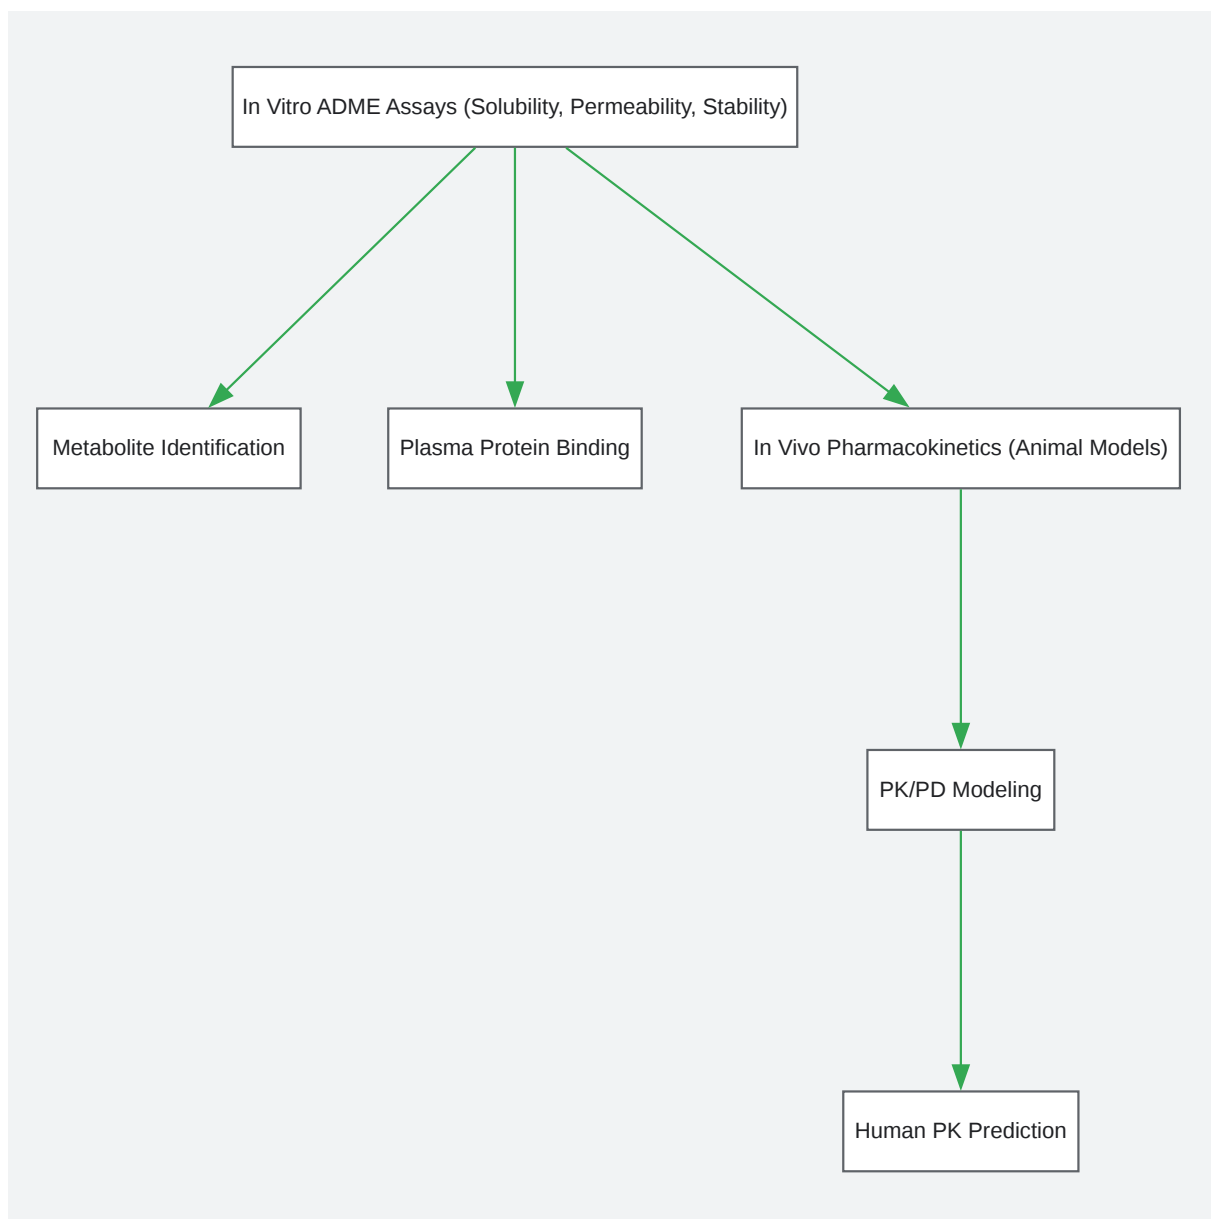 In Vitro ADME Assays (Solubility, Permeability, Stability)
Metabolite Identification
Plasma Protein Binding
In Vivo Pharmacokinetics (Animal Models)
PK/PD Modeling
Human PK Prediction